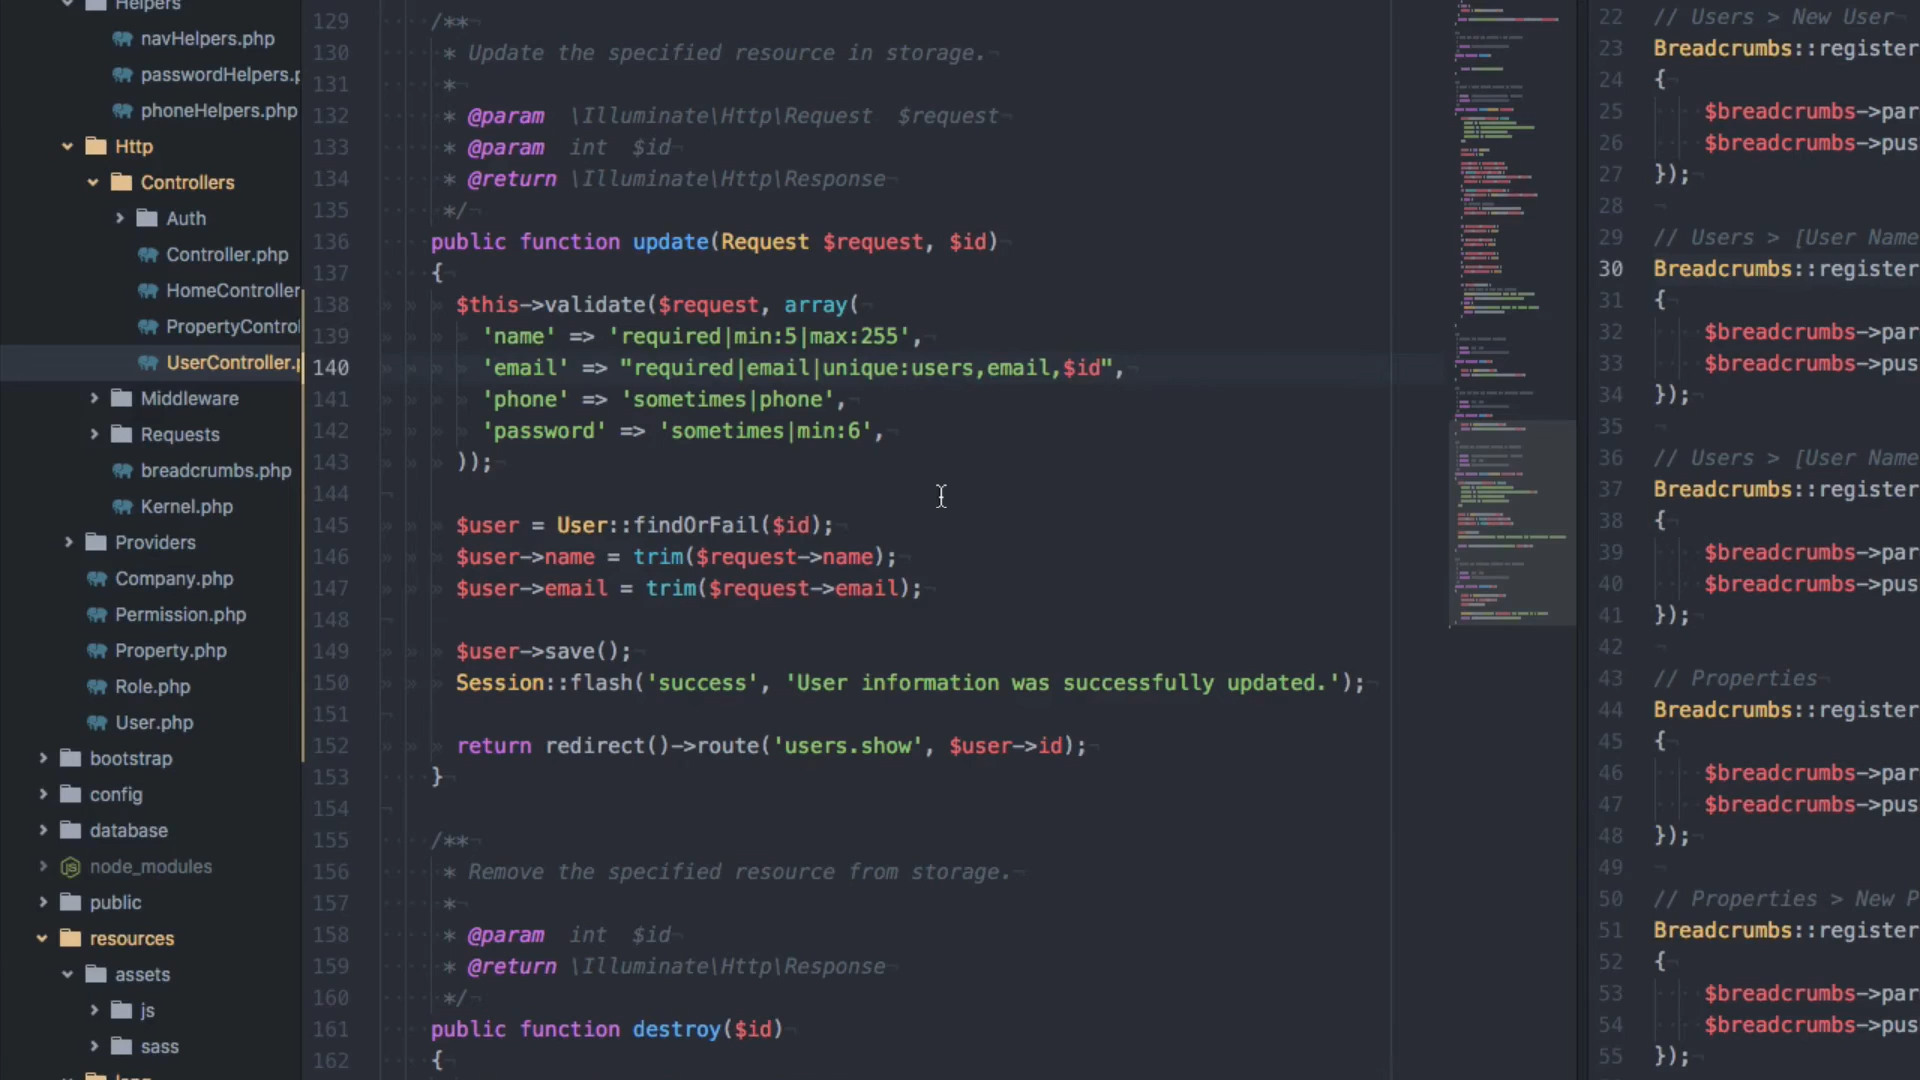 Helpers
navHelpers.php
passwordHelpers.p
phoneHelpers.php
Http
Controllers
Auth
Controller.php
HomeController
PropertyControl
UserController.p
Middleware
Requests
breadcrumbs.php
Kernel.php
Providers
Company.php
Permission.php
Property.php
Role.php
User.php
bootstrap
config
database
node_modules
public
resources
assets
js
sass
129 /**
130 * Update the specified resource in storage.
131 *
132 * @param \Illuminate\Http\Request $request
133 * @param int $id
134 * @return \Illuminate\Http\Response
135 */
136 public function update(Request $request, $id)
137 {
138 $this->validate($request, array(
139 'name' => 'required|min:5|max:255',
140 'email' => "required|email|unique:users,email,$id",
141 'phone' => 'sometimes|phone',
142 'password' => 'sometimes|min:6',
143 ));
144
145 $user = User::findOrFail($id);
146 $user->name = trim($request->name);
147 $user->email = trim($request->email);
148
149 $user->save();
150 Session::flash('success', 'User information was successfully updated.');
151
152 return redirect()->route('users.show', $user->id);
153 }
154
155 /**
156 * Remove the specified resource from storage.
157 *
158 * @param int $id
159 * @return \Illuminate\Http\Response
160 */
161 public function destroy($id)
162 {
22 // Users > New User
23 Breadcrumbs::register
24 {
25 $breadcrumbs->par
26 $breadcrumbs->pus
27 });
28
29 // Users > [User Name
30 Breadcrumbs::register
31 {
32 $breadcrumbs->par
33 $breadcrumbs->pus
34 });
35
36 // Users > [User Name
37 Breadcrumbs::register
38 {
39 $breadcrumbs->par
40 $breadcrumbs->pus
41 });
42
43 // Properties
44 Breadcrumbs::register
45 {
46 $breadcrumbs->par
47 $breadcrumbs->pus
48 });
49
50 // Properties > New P
51 Breadcrumbs::register
52 {
53 $breadcrumbs->par
54 $breadcrumbs->pus
55 });